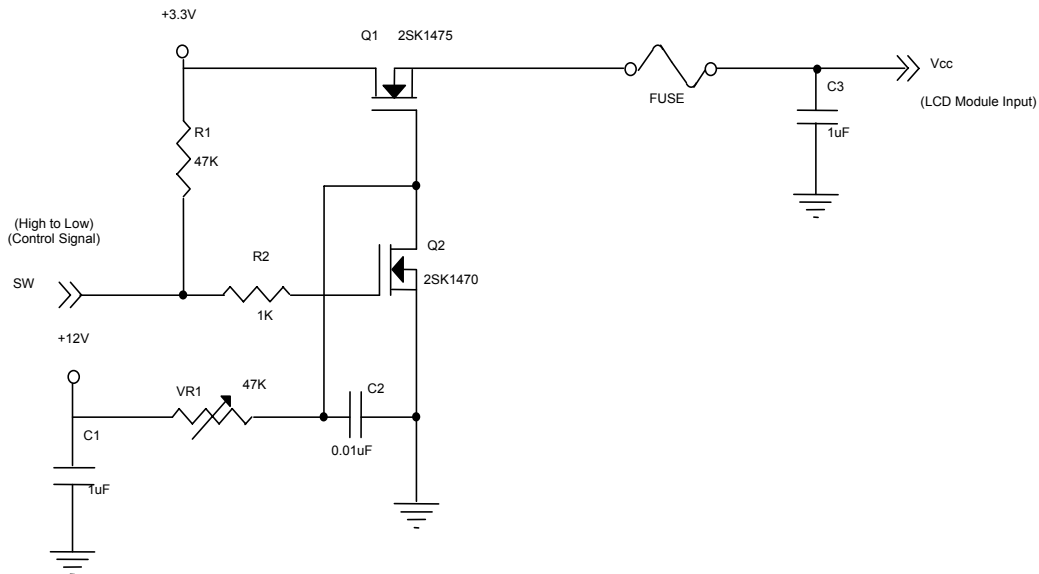 +3.3V
Q1 2SK1475
FUSE
Vcc
C3
(LCD Module Input)
1uF
R1
47K
(High to Low)
(Control Signal)
SW
R2
1K
Q2
2SK1470
+12V
VR1
47K
C2
0.01uF
C1
1uF